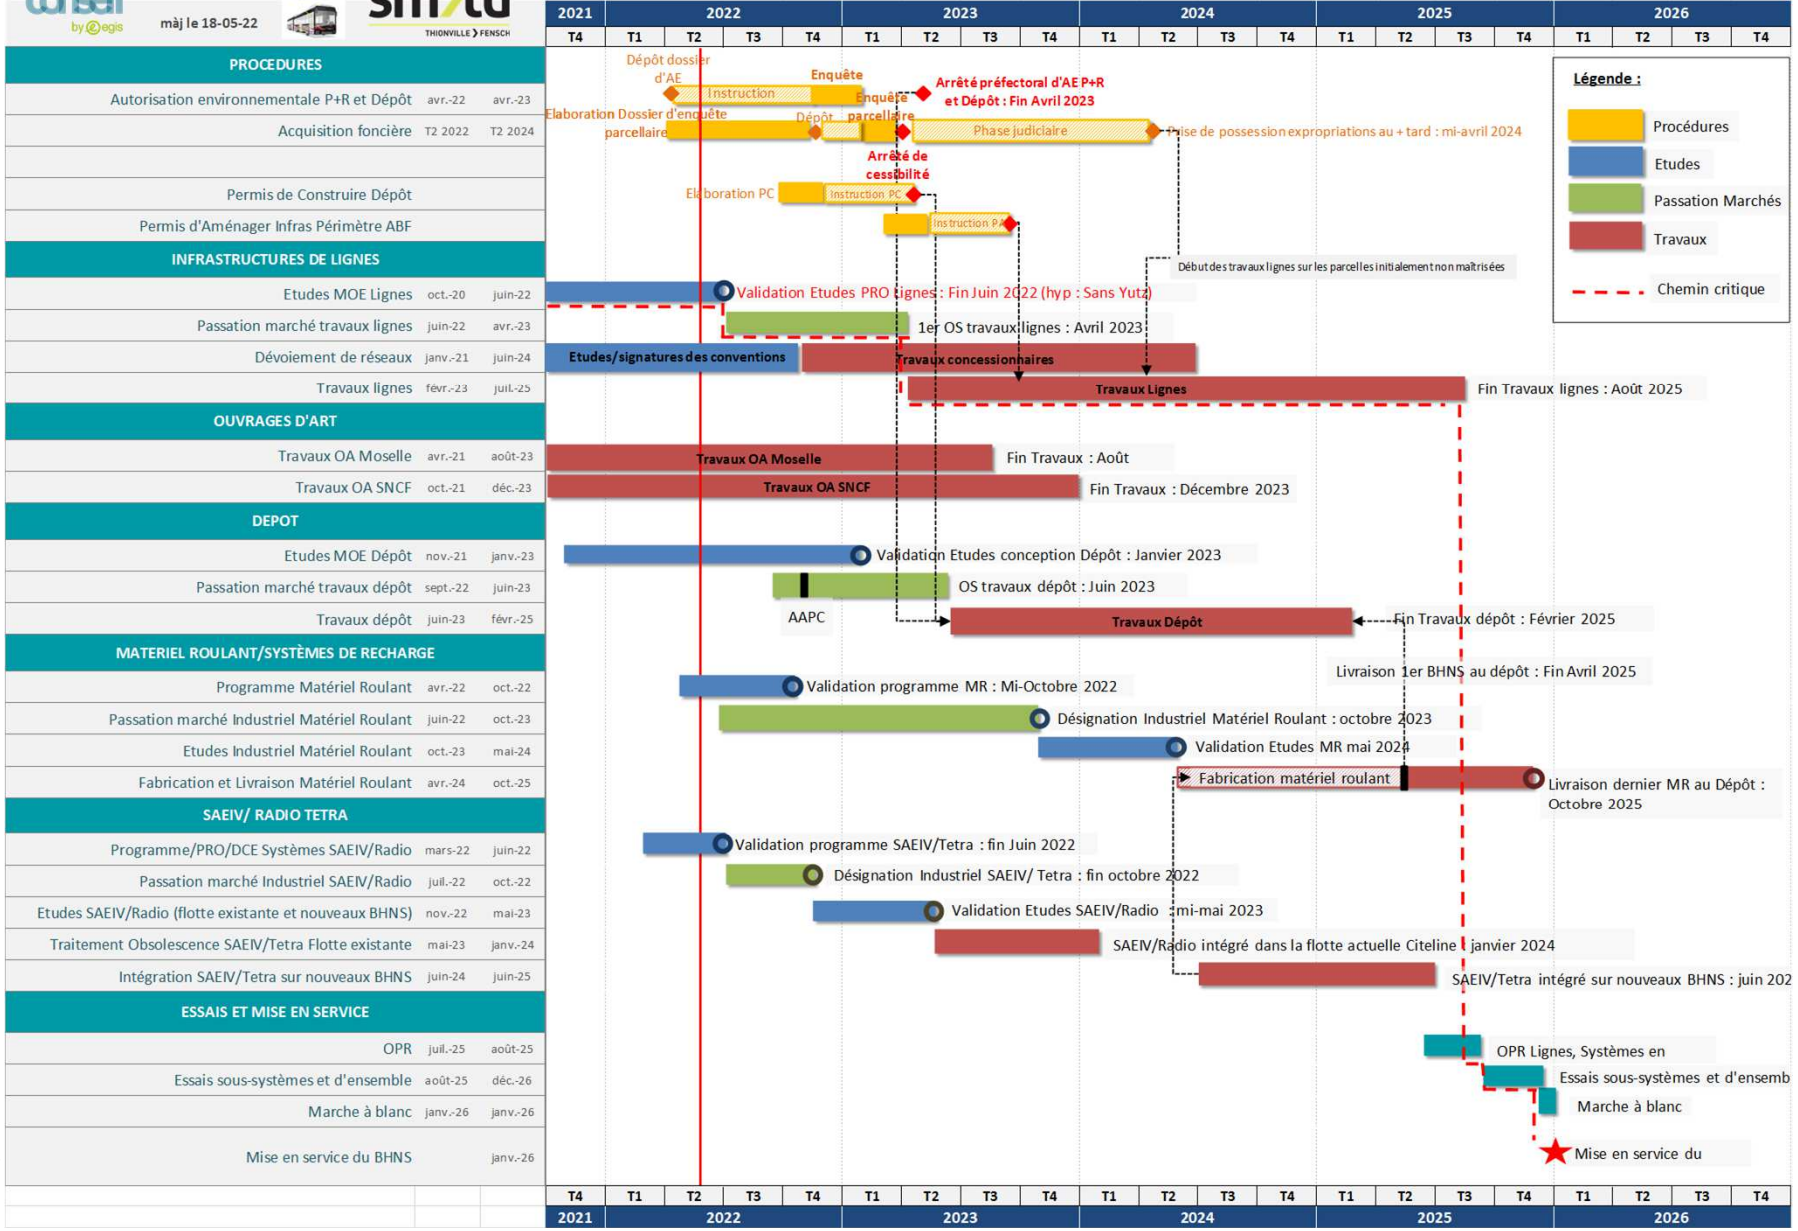 conseil
by egis
màj le 18-05-22
smitu
THIONVILLE FENSCH
2021 2022 2023 2024 2025 2026
T4 T1 T2 T3 T4 T1 T2 T3 T4 T1 T2 T3 T4 T1 T2 T3 T4 T1 T2 T3 T4
PROCEDURES
Dépôt dossier
d'AE
Enquête
Autorisation environnementale P+R et Dépôt avr.-22 avr.-23
Instruction
Arrêté préfectoral d'AE P+R
et Dépôt : Fin Avril 2023
Elaboration Dossier d'enquête
parcellaire
Dépôt
Enquête
parcellaire
Acquisition foncière T2 2022 T2 2024
Phase judiciaire
Prise de possession expropriations au + tard : mi-avril 2024
Arrêté de
cessibilité
Permis de Construire Dépôt
Elaboration PC
Instruction PC
Permis d'Aménager Infras Périmètre ABF
Instruction PA
Légende :
Procédures
Etudes
Passation Marchés
Travaux
Chemin critique
INFRASTRUCTURES DE LIGNES
Début des travaux lignes sur les parcelles initialement non maîtrisées
Etudes MOE Lignes oct.-20 juin-22
Validation Etudes PRO Lignes : Fin Juin 2022 (hyp : Sans Yutz)
Passation marché travaux lignes juin-22 avr.-23
1er OS travaux lignes : Avril 2023
Dévoiement de réseaux janv.-21 juin-24
Etudes/signatures des conventions
Travaux concessionnaires
Travaux lignes févr.-23 juil.-25
Travaux Lignes
Fin Travaux lignes : Août 2025
OUVRAGES D'ART
Travaux OA Moselle avr.-21 août-23
Travaux OA Moselle
Fin Travaux : Août
Travaux OA SNCF oct.-21 déc.-23
Travaux OA SNCF
Fin Travaux : Décembre 2023
DEPOT
Etudes MOE Dépôt nov.-21 janv.-23
Validation Etudes conception Dépôt : Janvier 2023
Passation marché travaux dépôt sept.-22 juin-23
OS travaux dépôt : Juin 2023
AAPC
Travaux dépôt juin-23 févr.-25
Travaux Dépôt
Fin Travaux dépôt : Février 2025
MATERIEL ROULANT/SYSTÈMES DE RECHARGE
Livraison 1er BHNS au dépôt : Fin Avril 2025
Programme Matériel Roulant avr.-22 oct.-22
Validation programme MR : Mi-Octobre 2022
Passation marché Industriel Matériel Roulant juin-22 oct.-23
Désignation Industriel Matériel Roulant : octobre 2023
Etudes Industriel Matériel Roulant oct.-23 mai-24
Validation Etudes MR mai 2024
Fabrication et Livraison Matériel Roulant avr.-24 oct.-25
Fabrication matériel roulant
Livraison dernier MR au Dépôt :
Octobre 2025
SAEIV/ RADIO TETRA
Programme/PRO/DCE Systèmes SAEIV/Radio mars-22 juin-22
Validation programme SAEIV/Tetra : fin Juin 2022
Passation marché Industriel SAEIV/Radio juil.-22 oct.-22
Désignation Industriel SAEIV/ Tetra : fin octobre 2022
Etudes SAEIV/Radio (flotte existante et nouveaux BHNS) nov.-22 mai-23
Validation Etudes SAEIV/Radio : mi-mai 2023
Traitement Obsolescence SAEIV/Tetra Flotte existante mai-23 janv.-24
SAEIV/Radio intégré dans la flotte actuelle Citeline : janvier 2024
Intégration SAEIV/Tetra sur nouveaux BHNS juin-24 juin-25
SAEIV/Tetra intégré sur nouveaux BHNS : juin 202
ESSAIS ET MISE EN SERVICE
OPR juil.-25 août-25
OPR Lignes, Systèmes en
Essais sous-systèmes et d'ensemble août-25 déc.-26
Essais sous-systèmes et d'ensemb
Marche à blanc janv.-26 janv.-26
Marche à blanc
Mise en service du BHNS janv.-26
Mise en service du
T4 T1 T2 T3 T4 T1 T2 T3 T4 T1 T2 T3 T4 T1 T2 T3 T4 T1 T2 T3 T4
2021 2022 2023 2024 2025 2026